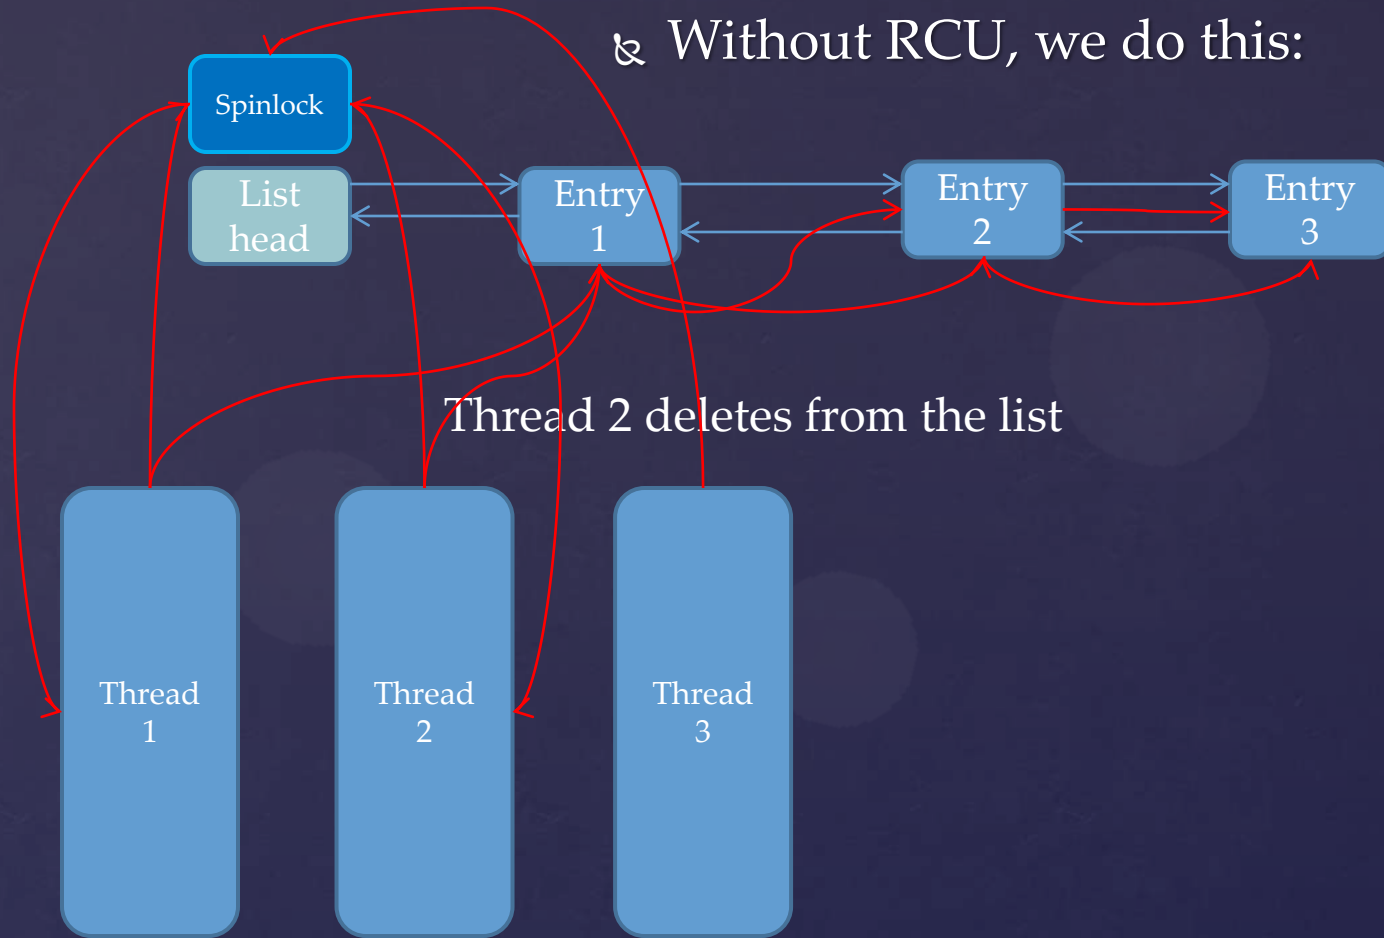 Without RCU, we do this:
Spinlock
List
head
Entry
1
Entry
2
Entry
3
Thread 2 deletes from the list
Thread
1
Thread
2
Thread
3